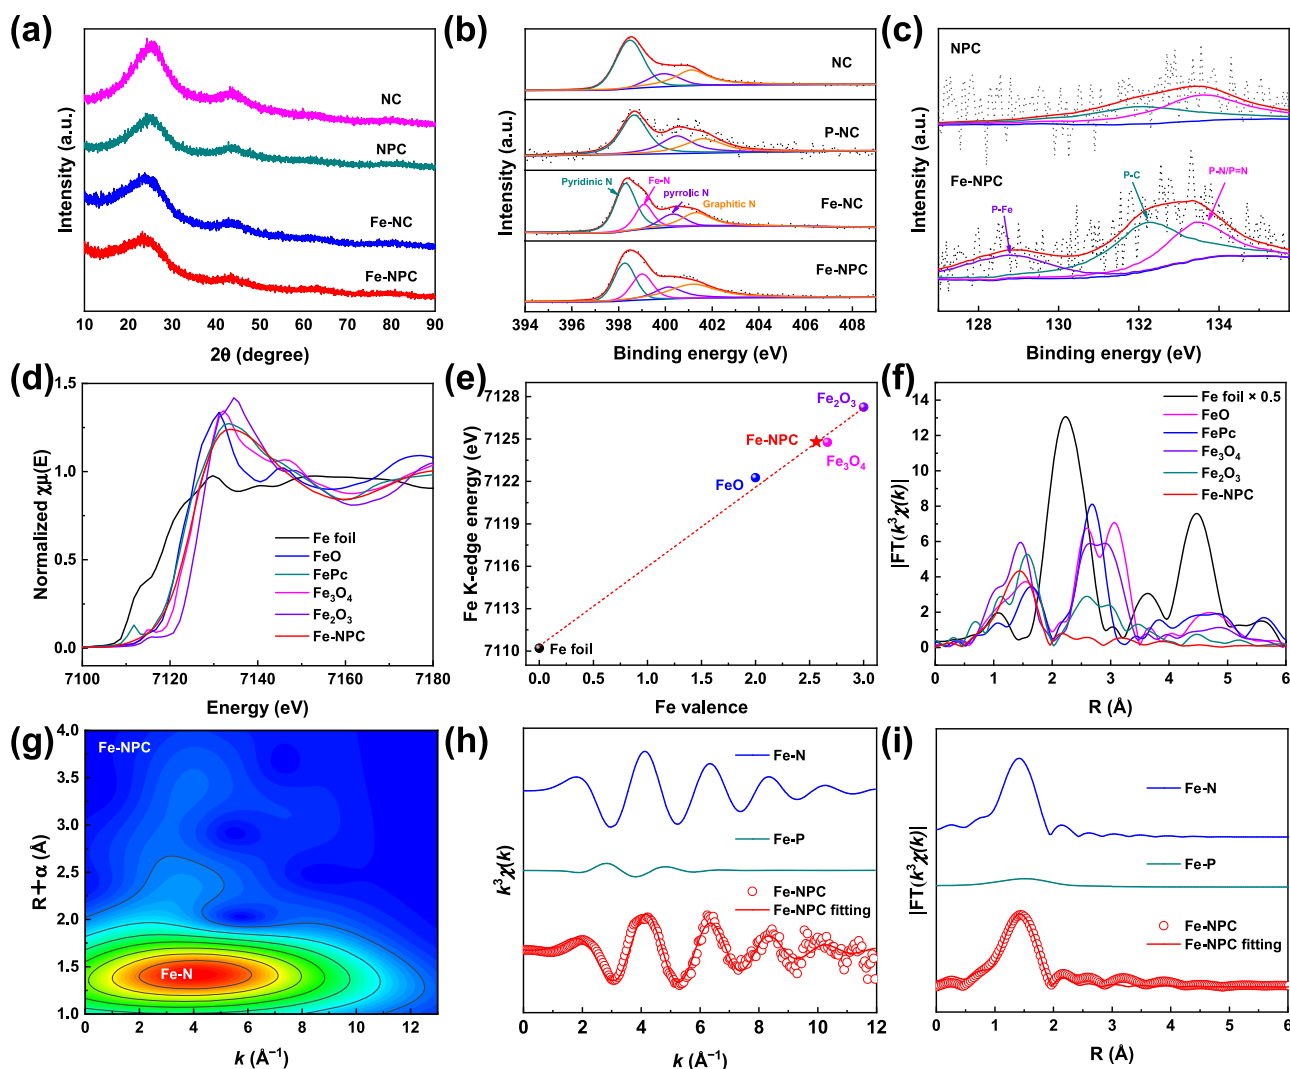 (a)
Intensity (a.u.)
NC
NPC
Fe-NC
Fe-NPC
10 20 30 40 50 60 70 80 90
2θ (degree)
(b)
Intensity (a.u.)
NC
P-NC
Pyridinic N
Fe-N
pyrrolic N
Graphitic N
Fe-NC
Fe-NPC
394 396 398 400 402 404 406 408
Binding energy (eV)
(c)
Intensity (a.u.)
NPC
Fe-NPC
P-Fe
P-C
P-N/P=N
128 130 132 134
Binding energy (eV)
(d)
Normalized χμ(E)
1.5
1.0
0.5
0.0
Fe foil
FeO
FePc
Fe3O4
Fe2O3
Fe-NPC
7100 7120 7140 7160 7180
Energy (eV)
(e)
Fe K-edge energy (eV)
7128
7125
7122
7119
7116
7113
7110
Fe2O3
Fe-NPC
Fe3O4
FeO
Fe foil
0.0 0.5 1.0 1.5 2.0 2.5 3.0
Fe valence
(f)
|FT(k³χ(k)|
14
12
10
8
6
4
2
0
Fe foil × 0.5
FeO
FePc
Fe3O4
Fe2O3
Fe-NPC
0 1 2 3 4 5 6
R (Å)
(g)
R+α (Å)
4.0
3.5
3.0
2.5
2.0
1.5
1.0
Fe-NPC
Fe-N
0 2 4 6 8 10 12
k (Å⁻¹)
(h)
k³χ(k)
Fe-N
Fe-P
Fe-NPC
Fe-NPC fitting
0 2 4 6 8 10 12
k (Å⁻¹)
(i)
|FT(k³χ(k)|
Fe-N
Fe-P
Fe-NPC
Fe-NPC fitting
0 1 2 3 4 5 6
R (Å)